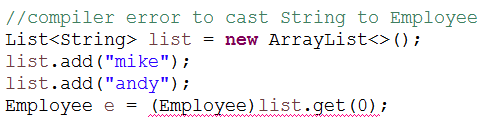 //compiler error to cast String to Employee
List<String> list = new ArrayList<>();
list.add("mike");
list.add("andy");
Employee e = (Employee)list.get(0);